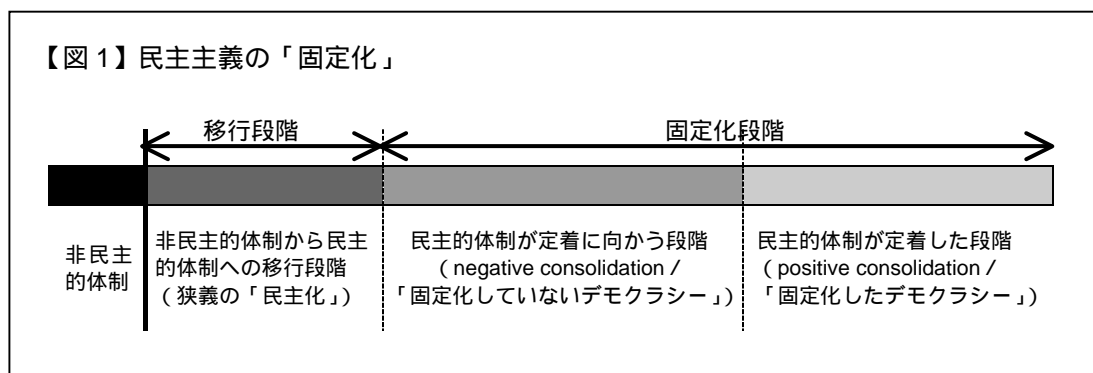 【図1】民主主義の「固定化」
移行段階
固定化段階
非民主
的体制
非民主的体制から民主
的体制への移行段階
(狭義の「民主化」)
民主的体制が定着に向かう段階
(negative consolidation /
「固定化していないデモクラシー」)
民主的体制が定着した段階
(positive consolidation /
「固定化したデモクラシー」)